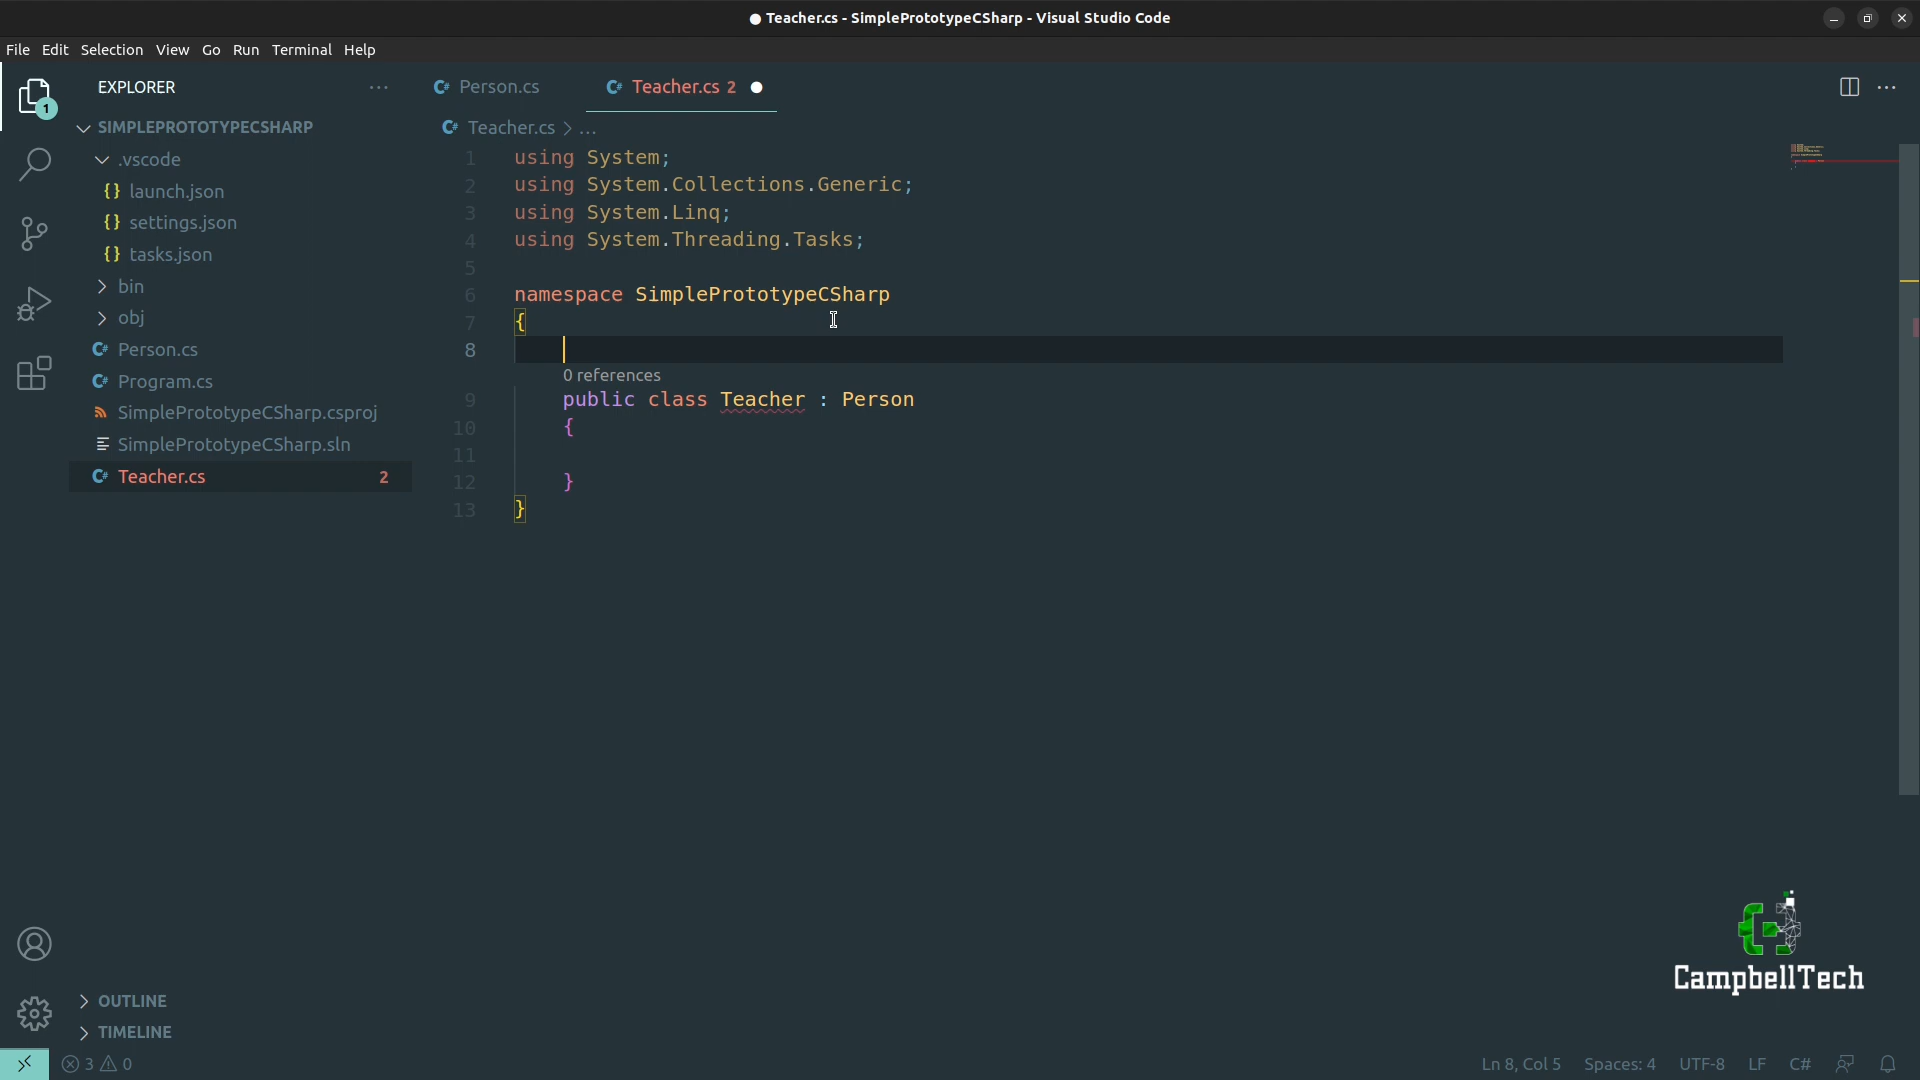 ● Teacher.cs - SimplePrototypeCSharp - Visual Studio Code
File Edit Selection View Go Run Terminal Help
EXPLORER ...
SIMPLEPROTOTYPECSHARP
.vscode
{} launch.json
{} settings.json
{} tasks.json
bin
obj
C# Person.cs
C# Program.cs
SimplePrototypeCSharp.csproj
SimplePrototypeCSharp.sln
C# Teacher.cs 2
OUTLINE
TIMELINE
1
C# Person.cs C# Teacher.cs 2 ●
C# Teacher.cs > ...
1 using System;
2 using System.Collections.Generic;
3 using System.Linq;
4 using System.Threading.Tasks;
5
6 namespace SimplePrototypeCSharp
7 {
8
0 references
9 public class Teacher : Person
10 {
11
12 }
13 }
CampbellTech
3 0 Ln 8, Col 5 Spaces: 4 UTF-8 LF C#